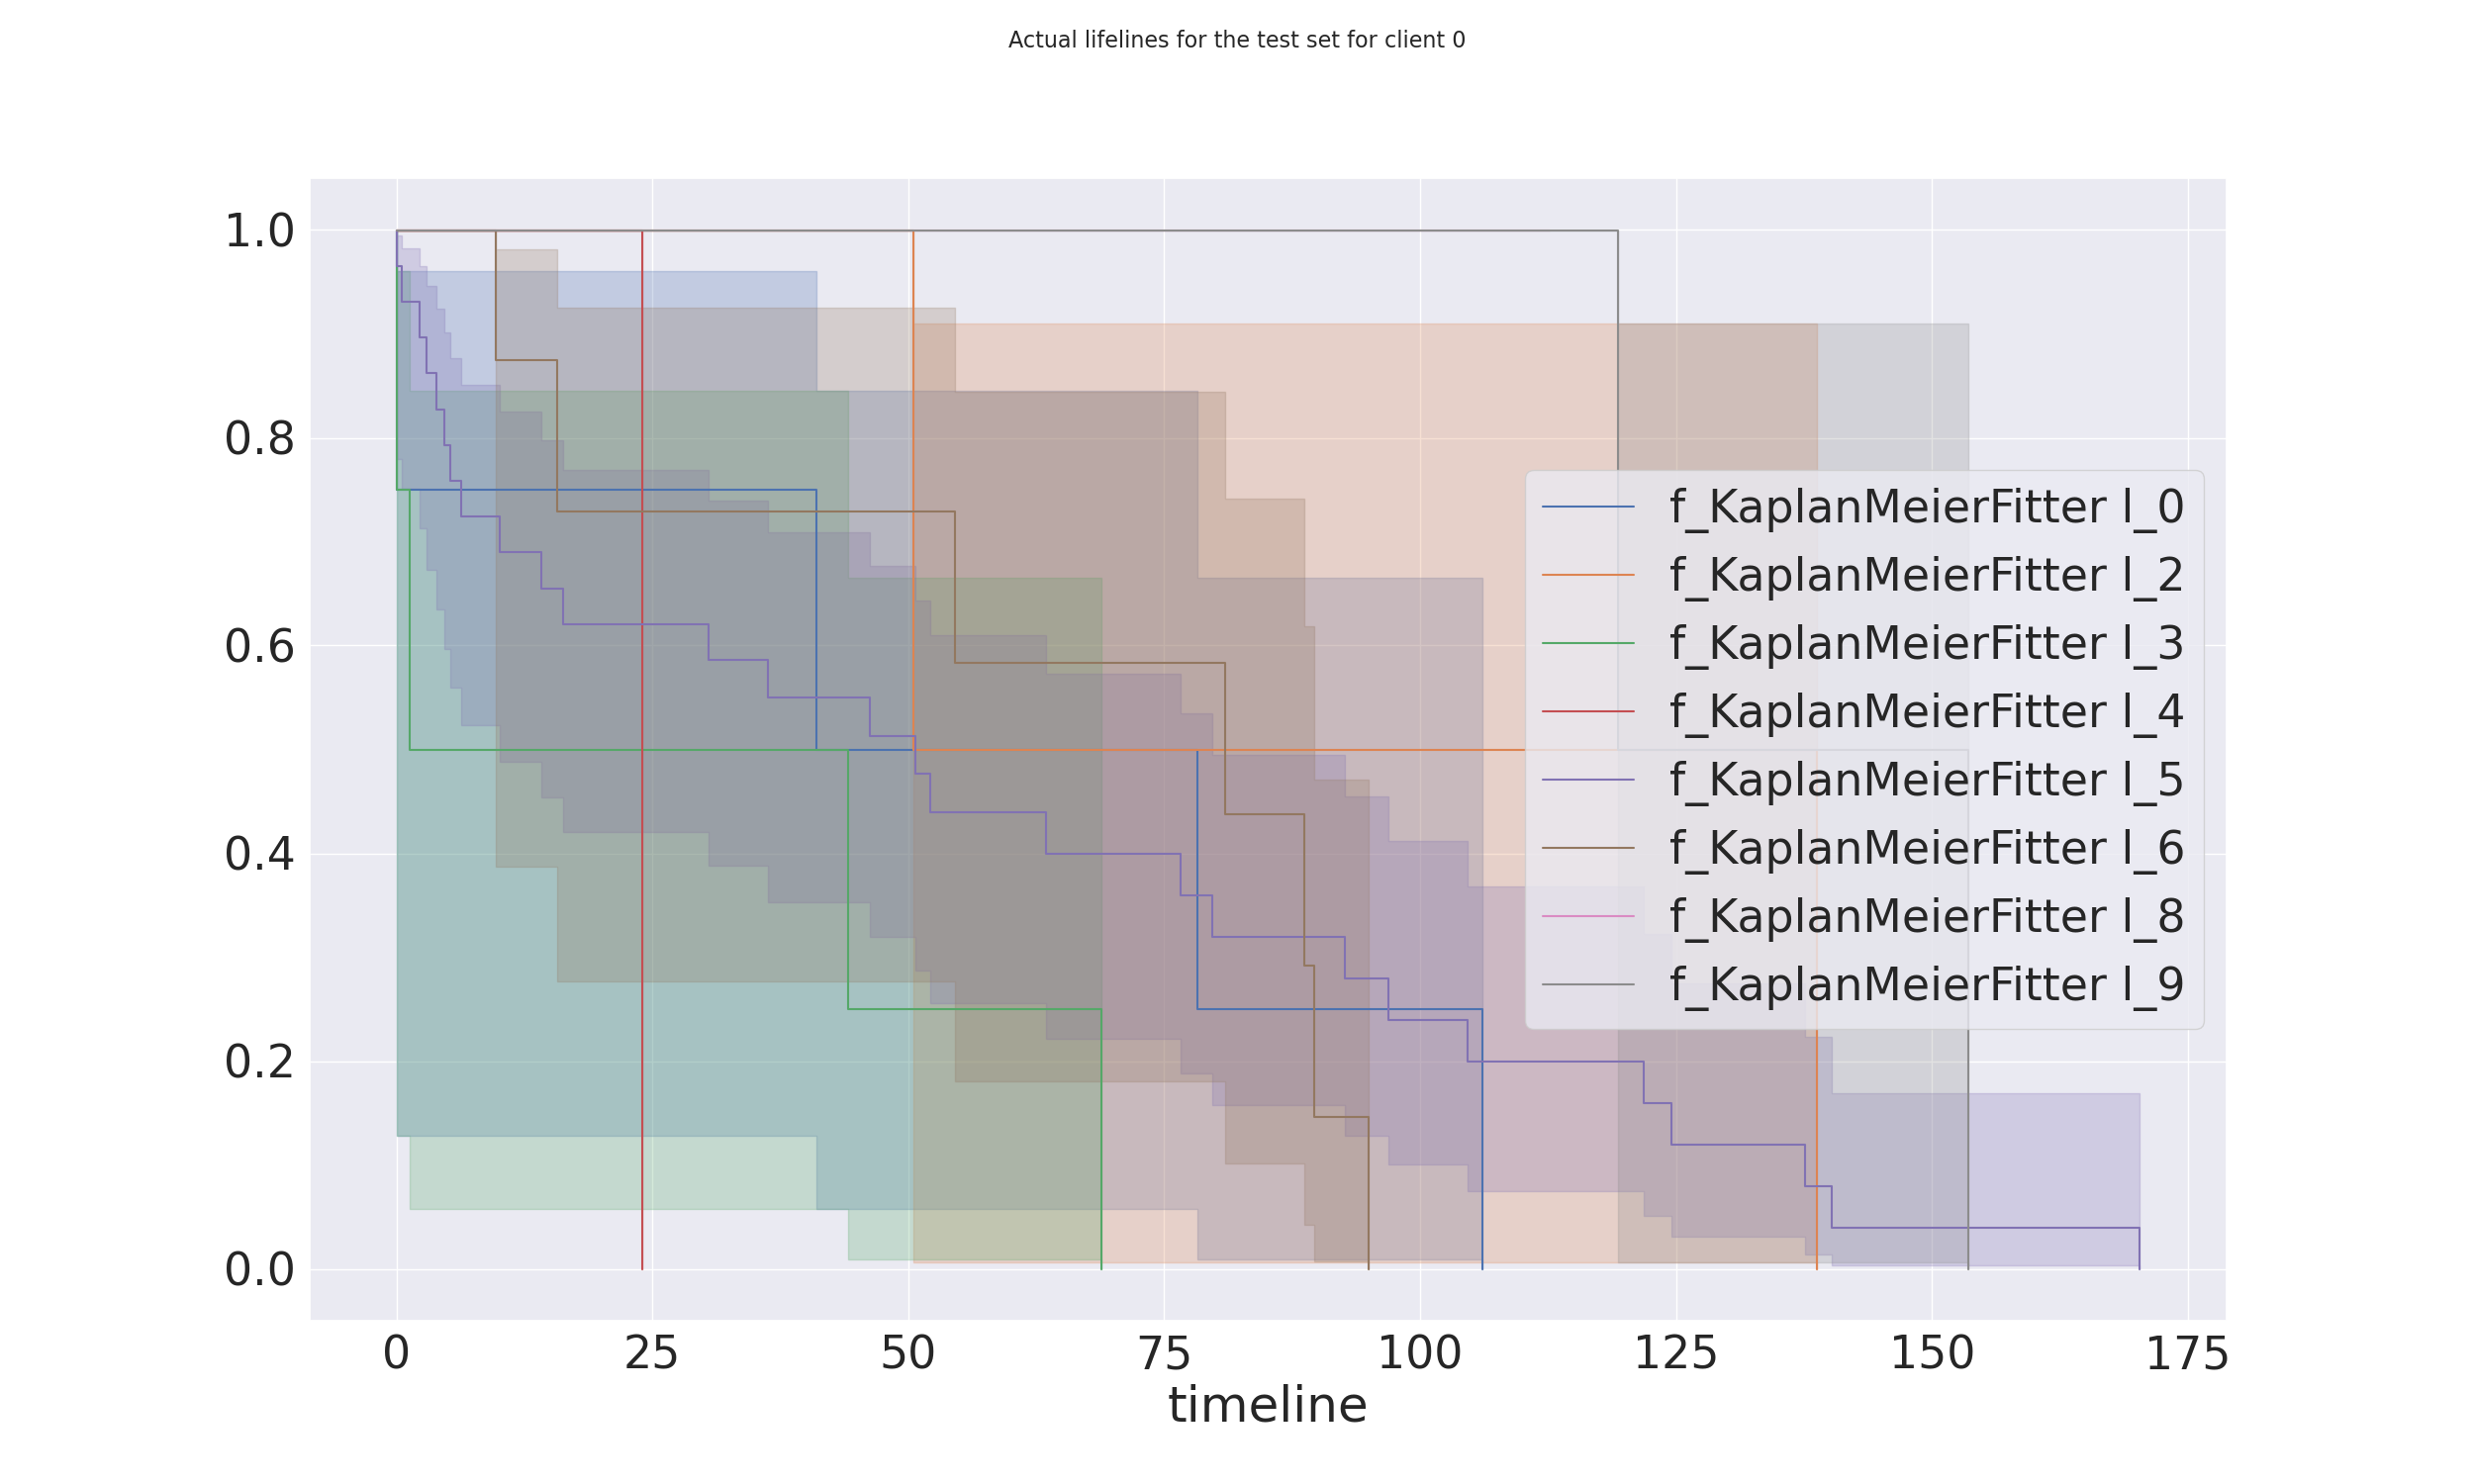 Actual lifelines for the test set for client 0
1.0
0.8
0.6
0.4
0.2
0.0
f_KaplanMeierFitter l_0
f_KaplanMeierFitter l_2
f_KaplanMeierFitter l_3
f_KaplanMeierFitter l_4
f_KaplanMeierFitter l_5
f_KaplanMeierFitter l_6
f_KaplanMeierFitter l_8
f_KaplanMeierFitter l_9
0 25 50 75 100 125 150 175
timeline